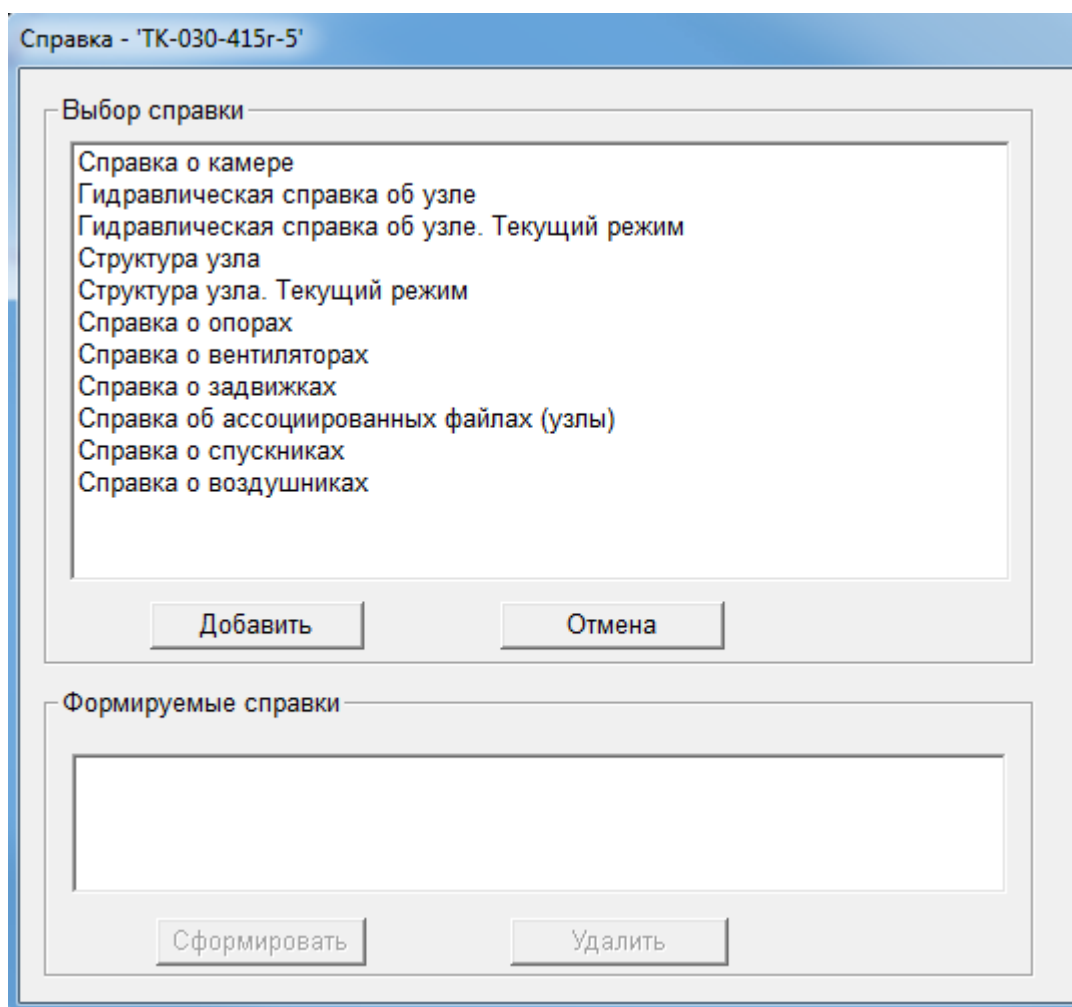 Справка - 'ТК-030-415г-5'
Выбор справки
Справка о камере
Гидравлическая справка об узле
Гидравлическая справка об узле. Текущий режим
Структура узла
Структура узла. Текущий режим
Справка о опорах
Справка о вентиляторах
Справка о задвижках
Справка об ассоциированных файлах (узлы)
Справка о спускниках
Справка о воздушниках
Добавить Отмена
Формируемые справки
Сформировать Удалить